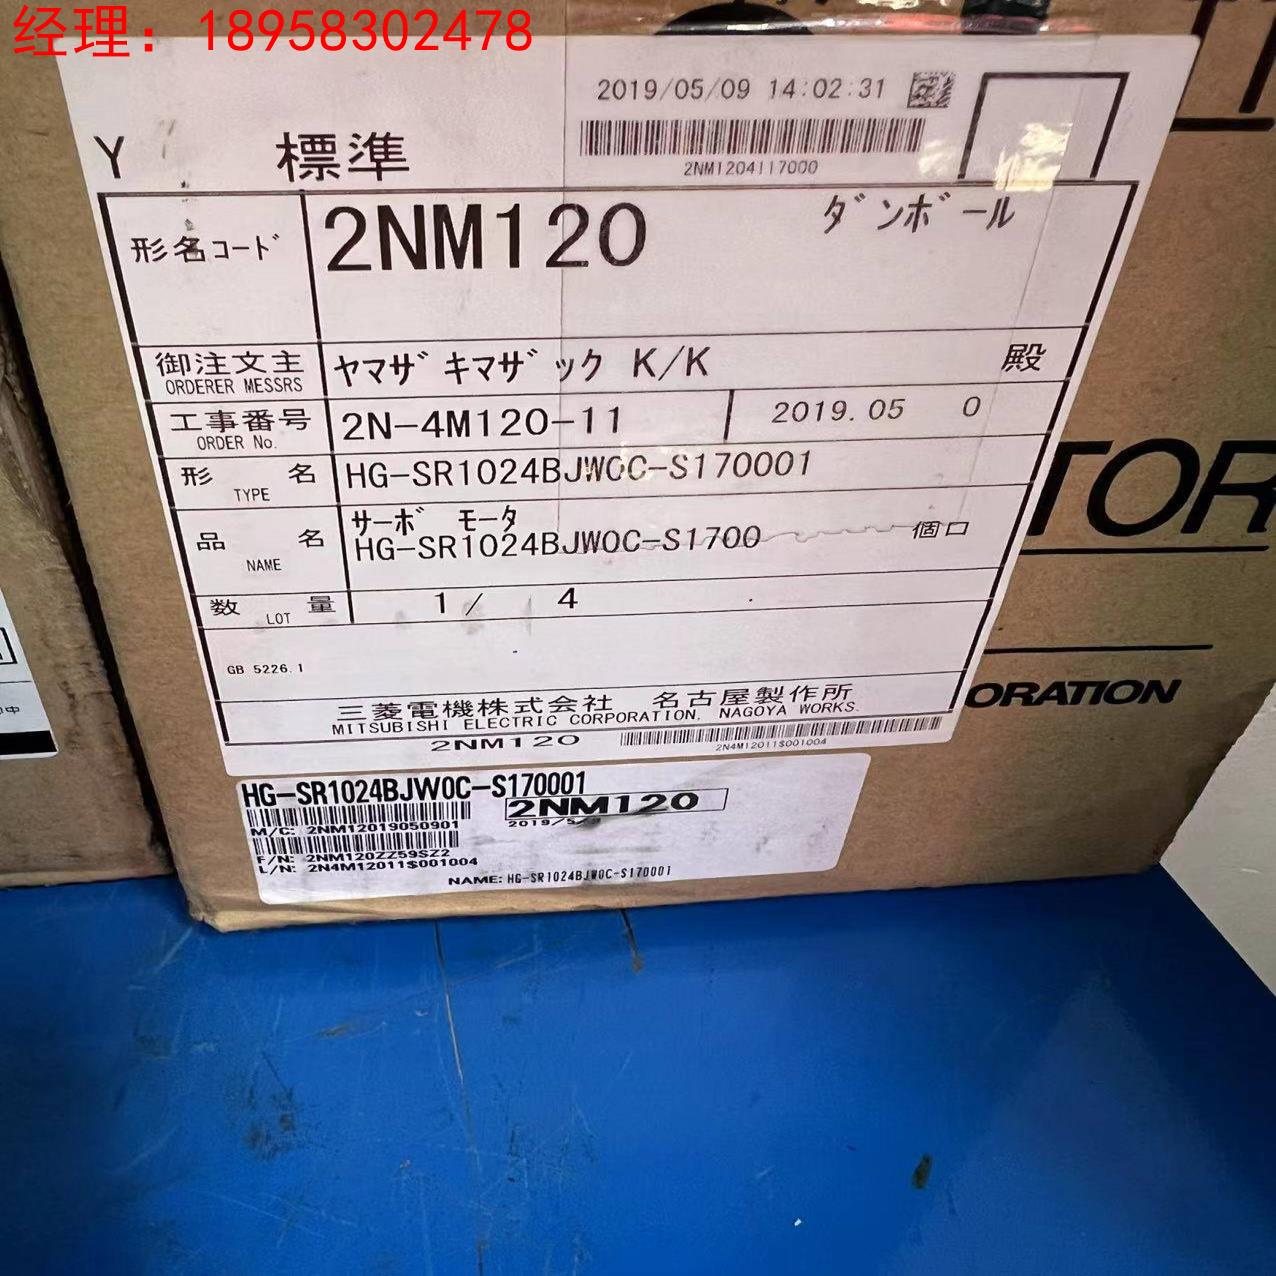 经理：18958302478
2019/05/09 14:02:31
2NM1204117000
Y 標準
形名コード 2NM120 ダンボール
御注文主 ヤマザキマザック K/K 殿
ORDERER MESSRS
工事番号 2N-4M120-11 2019.05 0
ORDER No.
形名 HG-SR1024BJW0C-S170001
TYPE
品名 サーボ モータ
HG-SR1024BJW0C-S1700 個口
NAME
数量 1/ 4
LOT
GB 5226.1
三菱電機株式会社 名古屋製作所
MITSUBISHI ELECTRIC CORPORATION, NAGOYA WORKS.
2NM120
2N4M12011S001004
HG-SR1024BJW0C-S170001
2NM120
M/C: 2NM12019050901
F/N: 2NM120ZZ59SZ2
L/N: 2N4M12011S001004
NAME: HG-SR1024BJW0C-S170001
TOR
ORATION